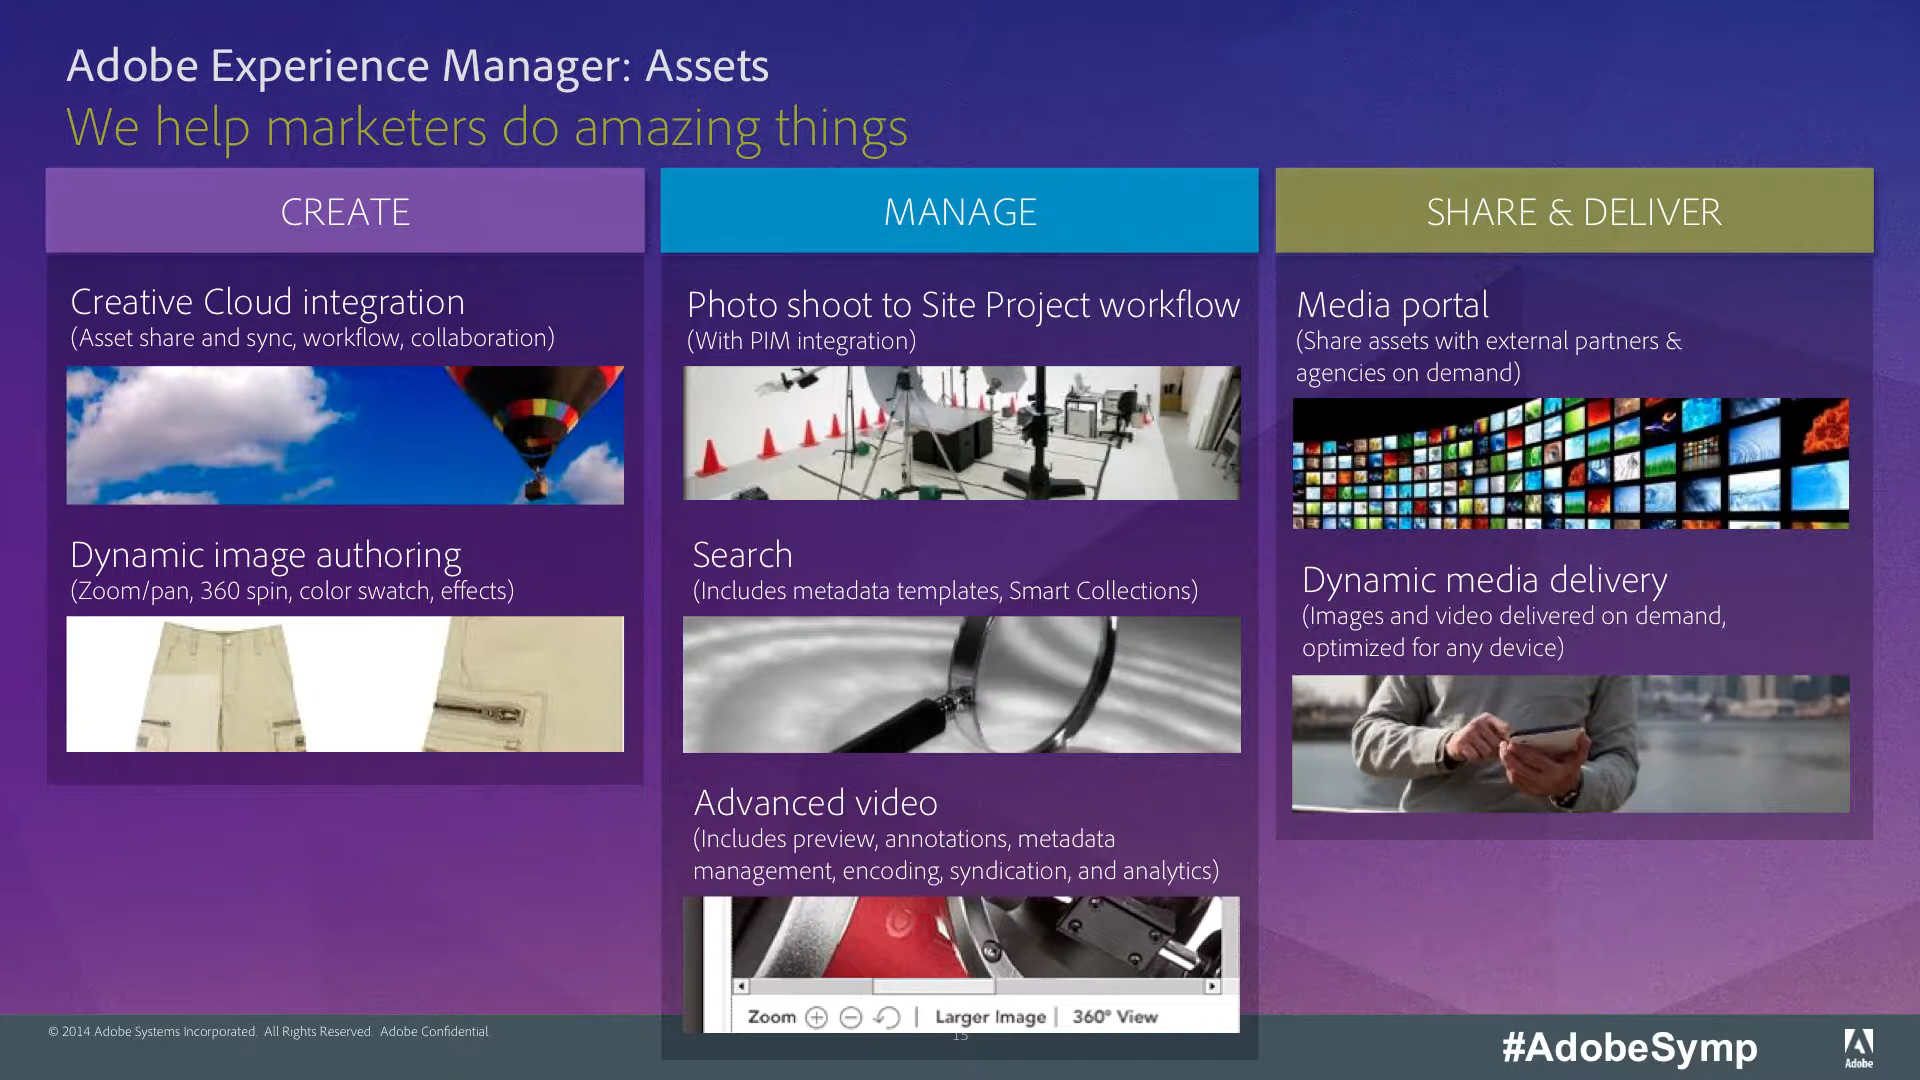 Adobe Experience Manager: Assets
We help marketers do amazing things
CREATE
Creative Cloud integration
(Asset share and sync, workflow, collaboration)
Dynamic image authoring
(Zoom/pan, 360 spin, color swatch, effects)
MANAGE
Photo shoot to Site Project workflow
(With PIM integration)
Search
(Includes metadata templates, Smart Collections)
Advanced video
(Includes preview, annotations, metadata
management, encoding, syndication, and analytics)
Zoom | Larger Image | 360° View
SHARE & DELIVER
Media portal
(Share assets with external partners &
agencies on demand)
Dynamic media delivery
(Images and video delivered on demand,
optimized for any device)
© 2014 Adobe Systems Incorporated. All Rights Reserved. Adobe Confidential.
15
#AdobeSymp
Adobe